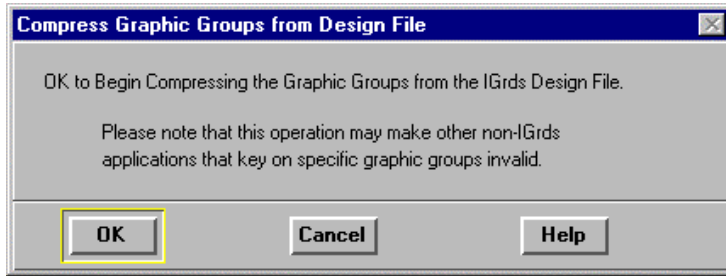 Compress Graphic Groups from Design File
OK to Begin Compressing the Graphic Groups from the IGrds Design File.
Please note that this operation may make other non-IGrds
applications that key on specific graphic groups invalid.
OK Cancel Help